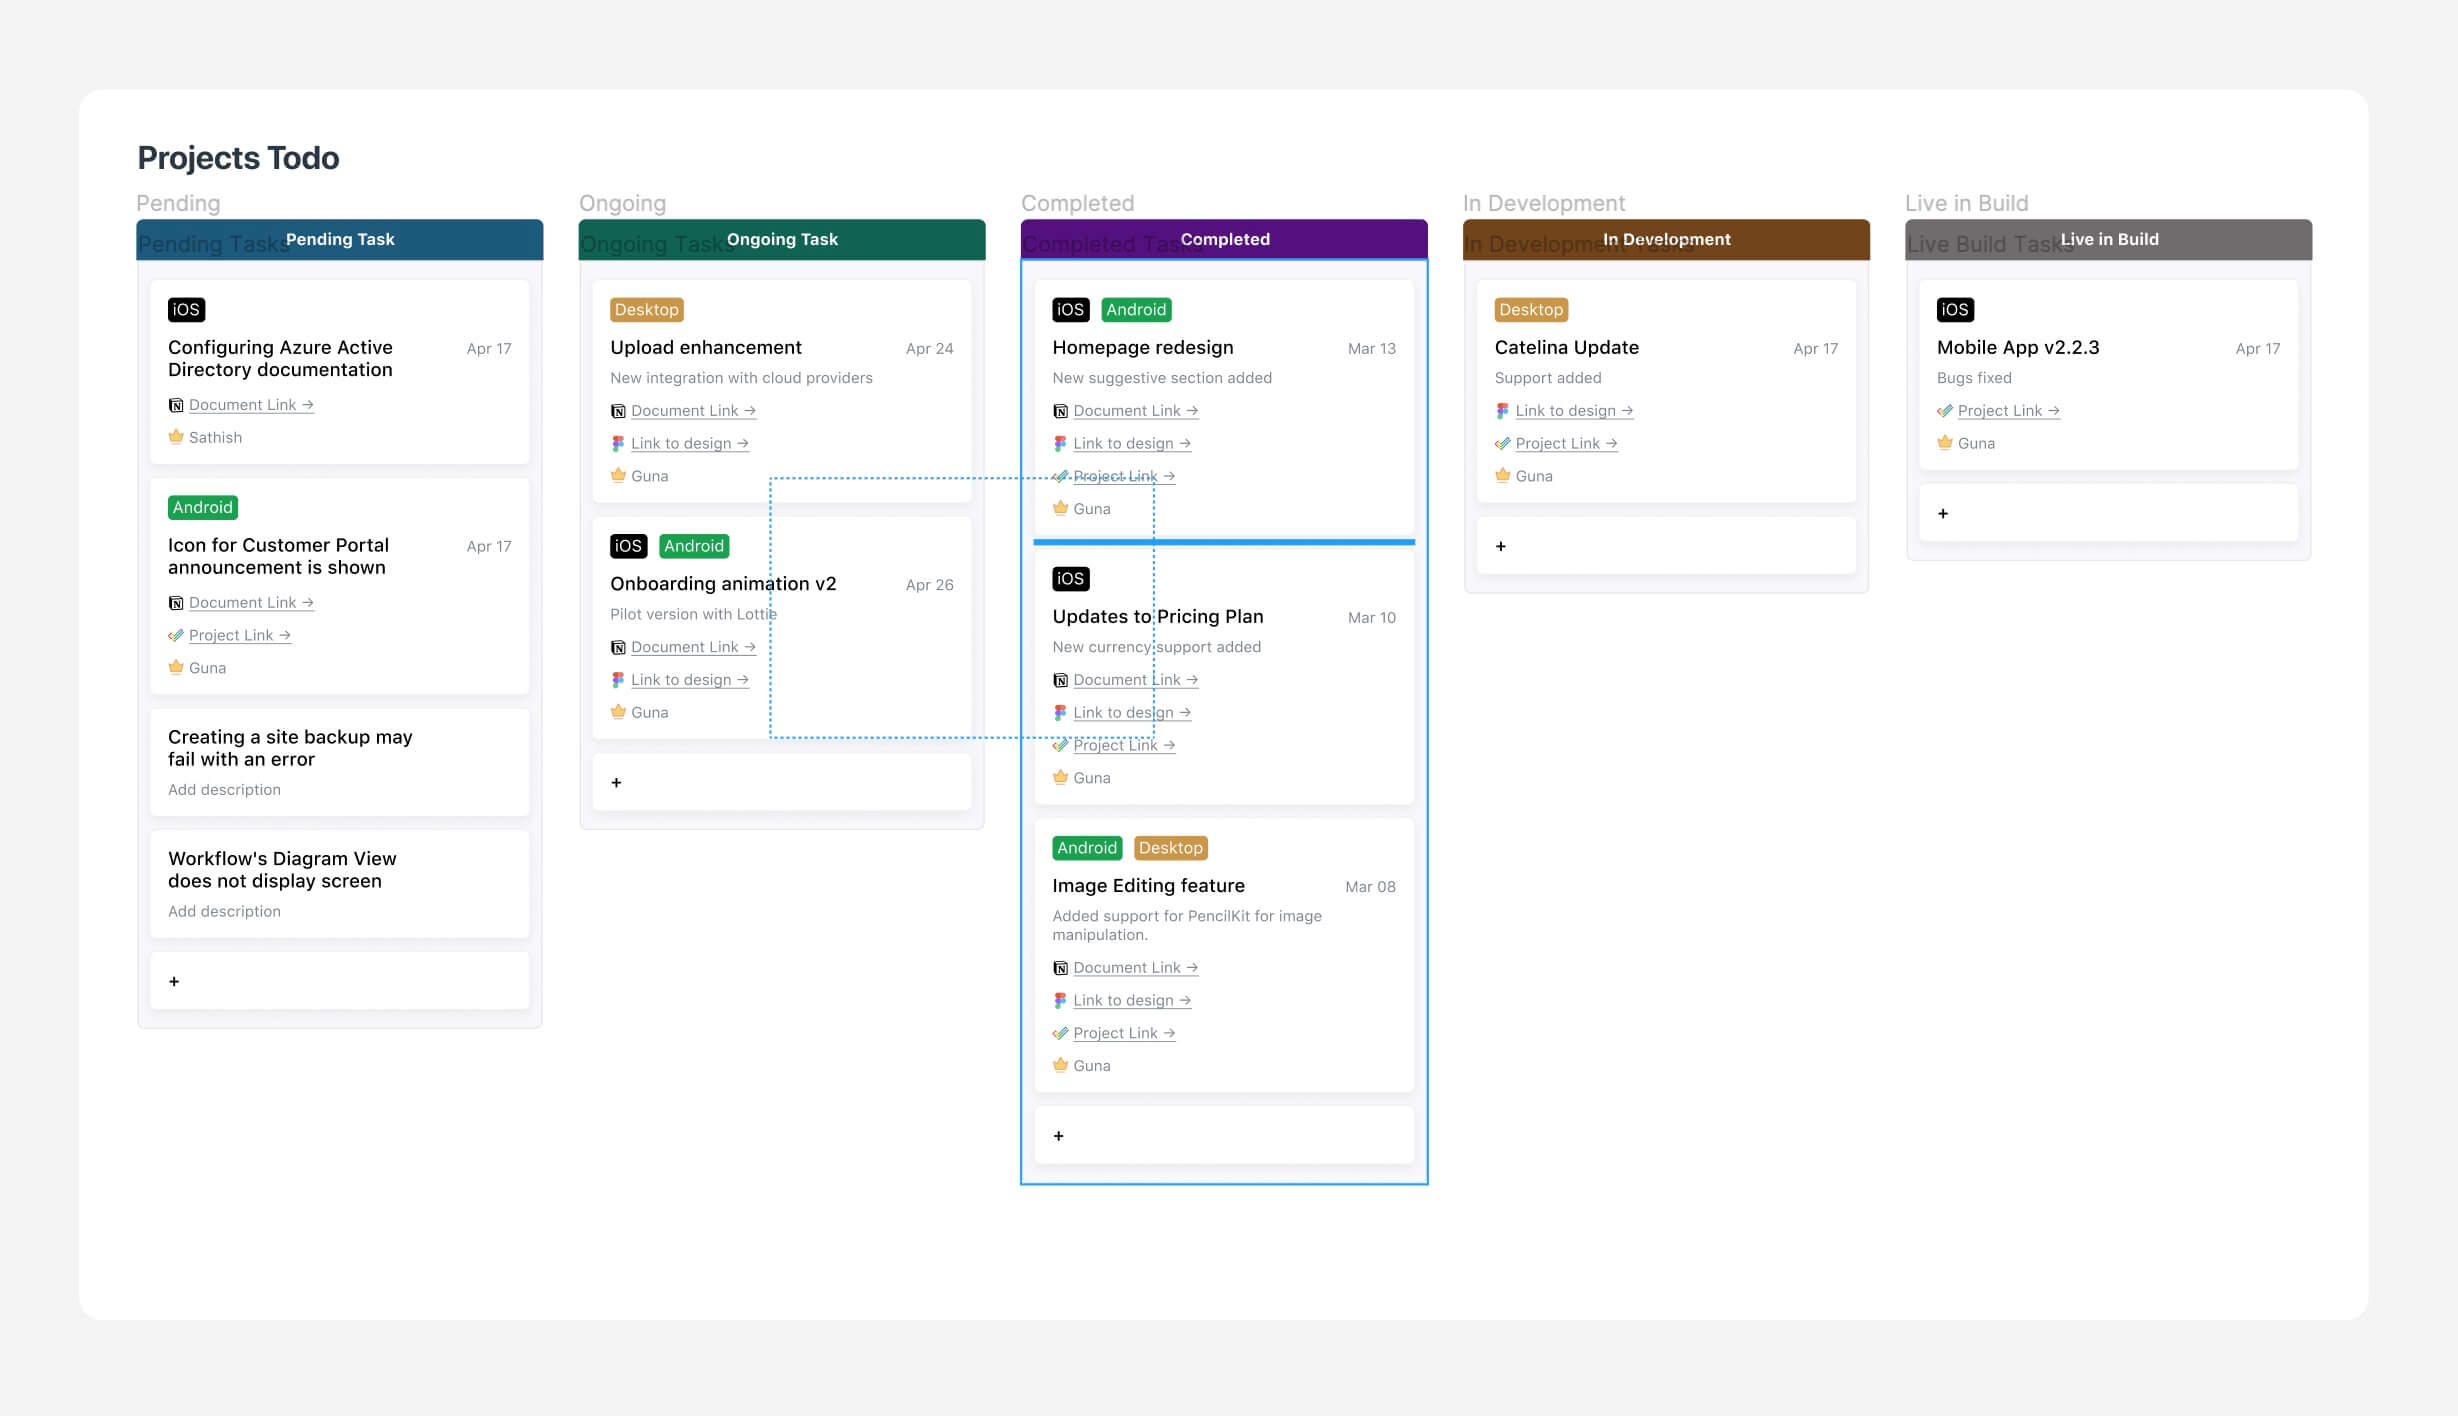 Projects Todo
Pending
Pending Tasks
Pending Task
iOS
Configuring Azure Active
Directory documentation
Apr 17
Document Link →
Sathish
Android
Icon for Customer Portal
announcement is shown
Apr 17
Document Link →
Project Link →
Guna
Creating a site backup may
fail with an error
Add description
Workflow's Diagram View
does not display screen
Add description
+
Ongoing
Ongoing Tasks
Ongoing Task
Desktop
Upload enhancement
Apr 24
New integration with cloud providers
Document Link →
Link to design →
Guna
iOS
Android
Onboarding animation v2
Apr 26
Pilot version with Lottie
Document Link →
Link to design →
Guna
+
Completed
Completed Tasks
Completed
iOS
Android
Homepage redesign
Mar 13
New suggestive section added
Document Link →
Link to design →
Project Link →
Guna
iOS
Updates to Pricing Plan
Mar 10
New currency support added
Document Link →
Link to design →
Project Link →
Guna
Android
Desktop
Image Editing feature
Mar 08
Added support for PencilKit for image
manipulation.
Document Link →
Link to design →
Project Link →
Guna
+
In Development
In Development Tasks
In Development
Desktop
Catelina Update
Apr 17
Support added
Link to design →
Project Link →
Guna
+
Live in Build
Live Build Tasks
Live in Build
iOS
Mobile App v2.2.3
Apr 17
Bugs fixed
Project Link →
Guna
+